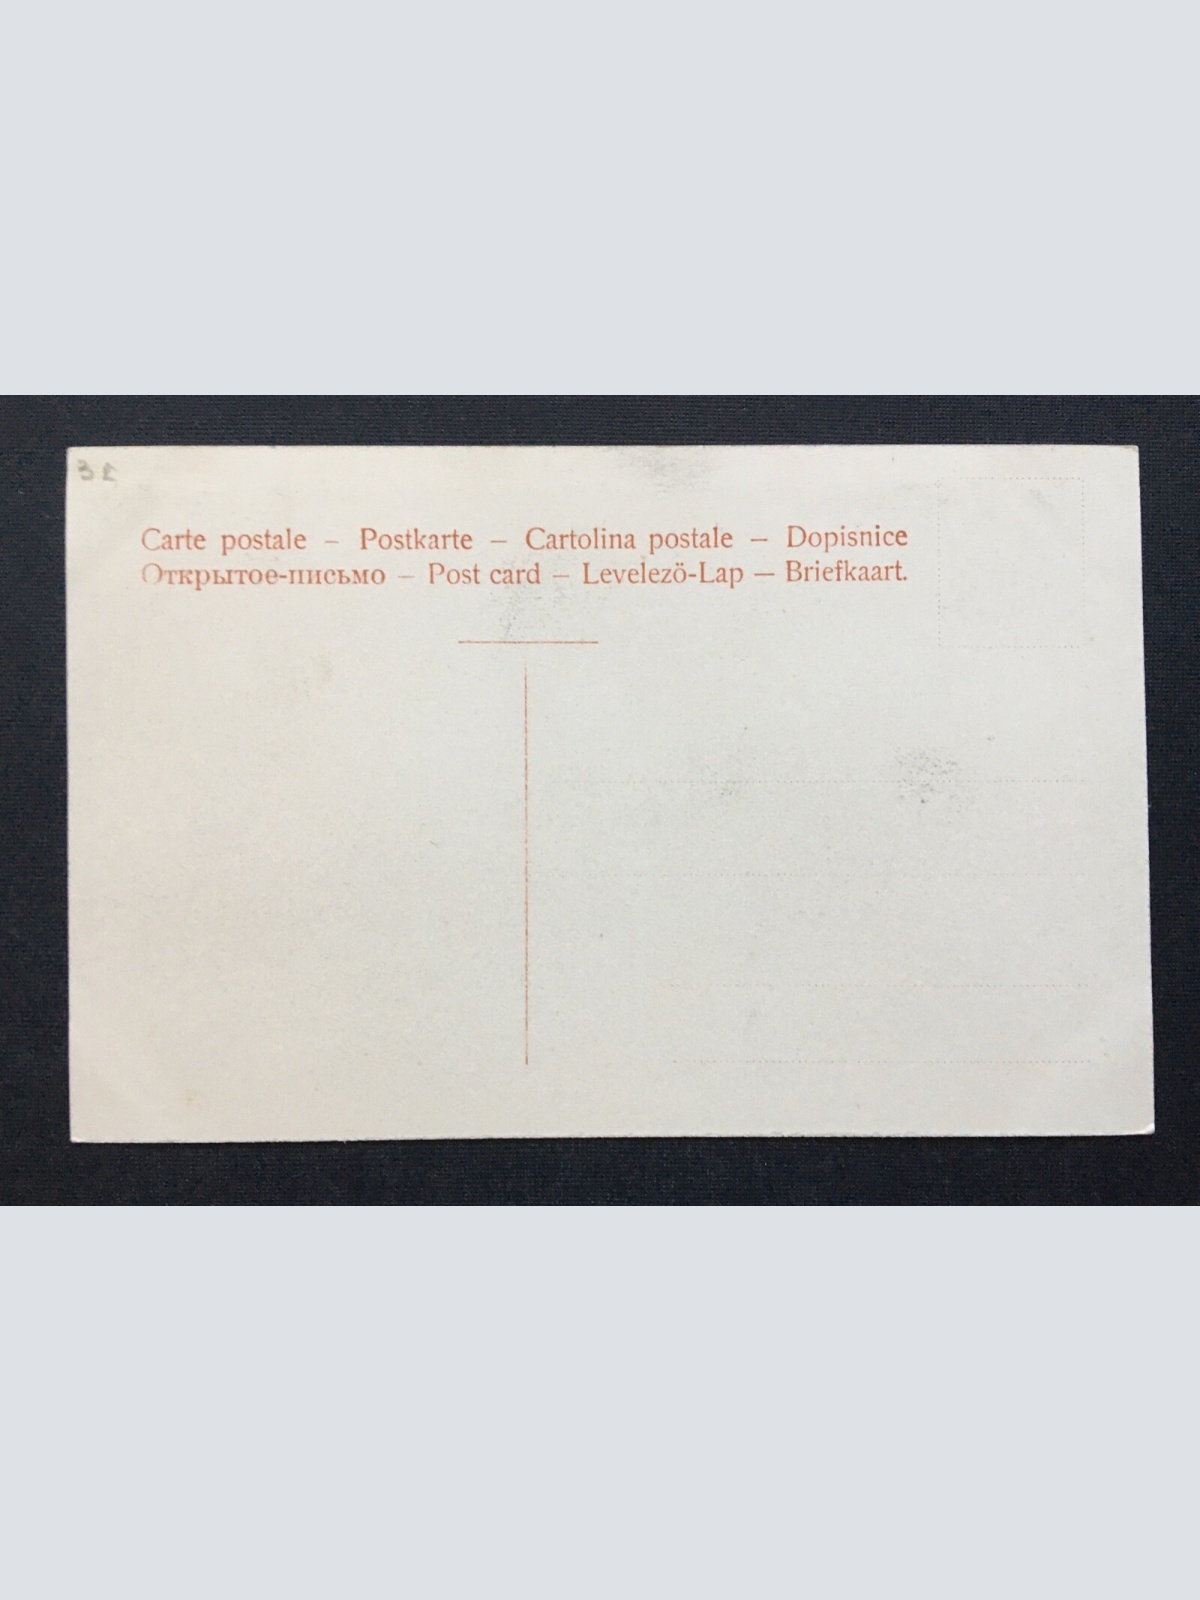 Carte postale – Postkarte – Cartolina postale – Dopisnice
Открытое-письмо – Post card – Levelezö-Lap – Briefkaart.